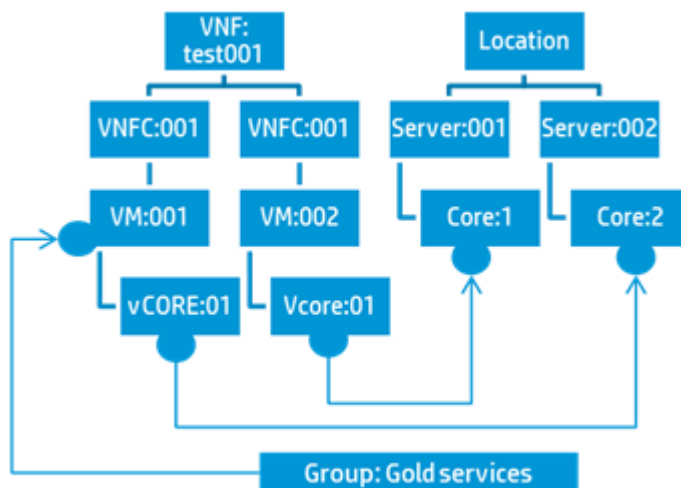 VNF:
test001
Location
VNFC:001
VNFC:001
Server:001
Server:002
VM:001
VM:002
Core:1
Core:2
vCORE:01
Vcore:01
Group: Gold services